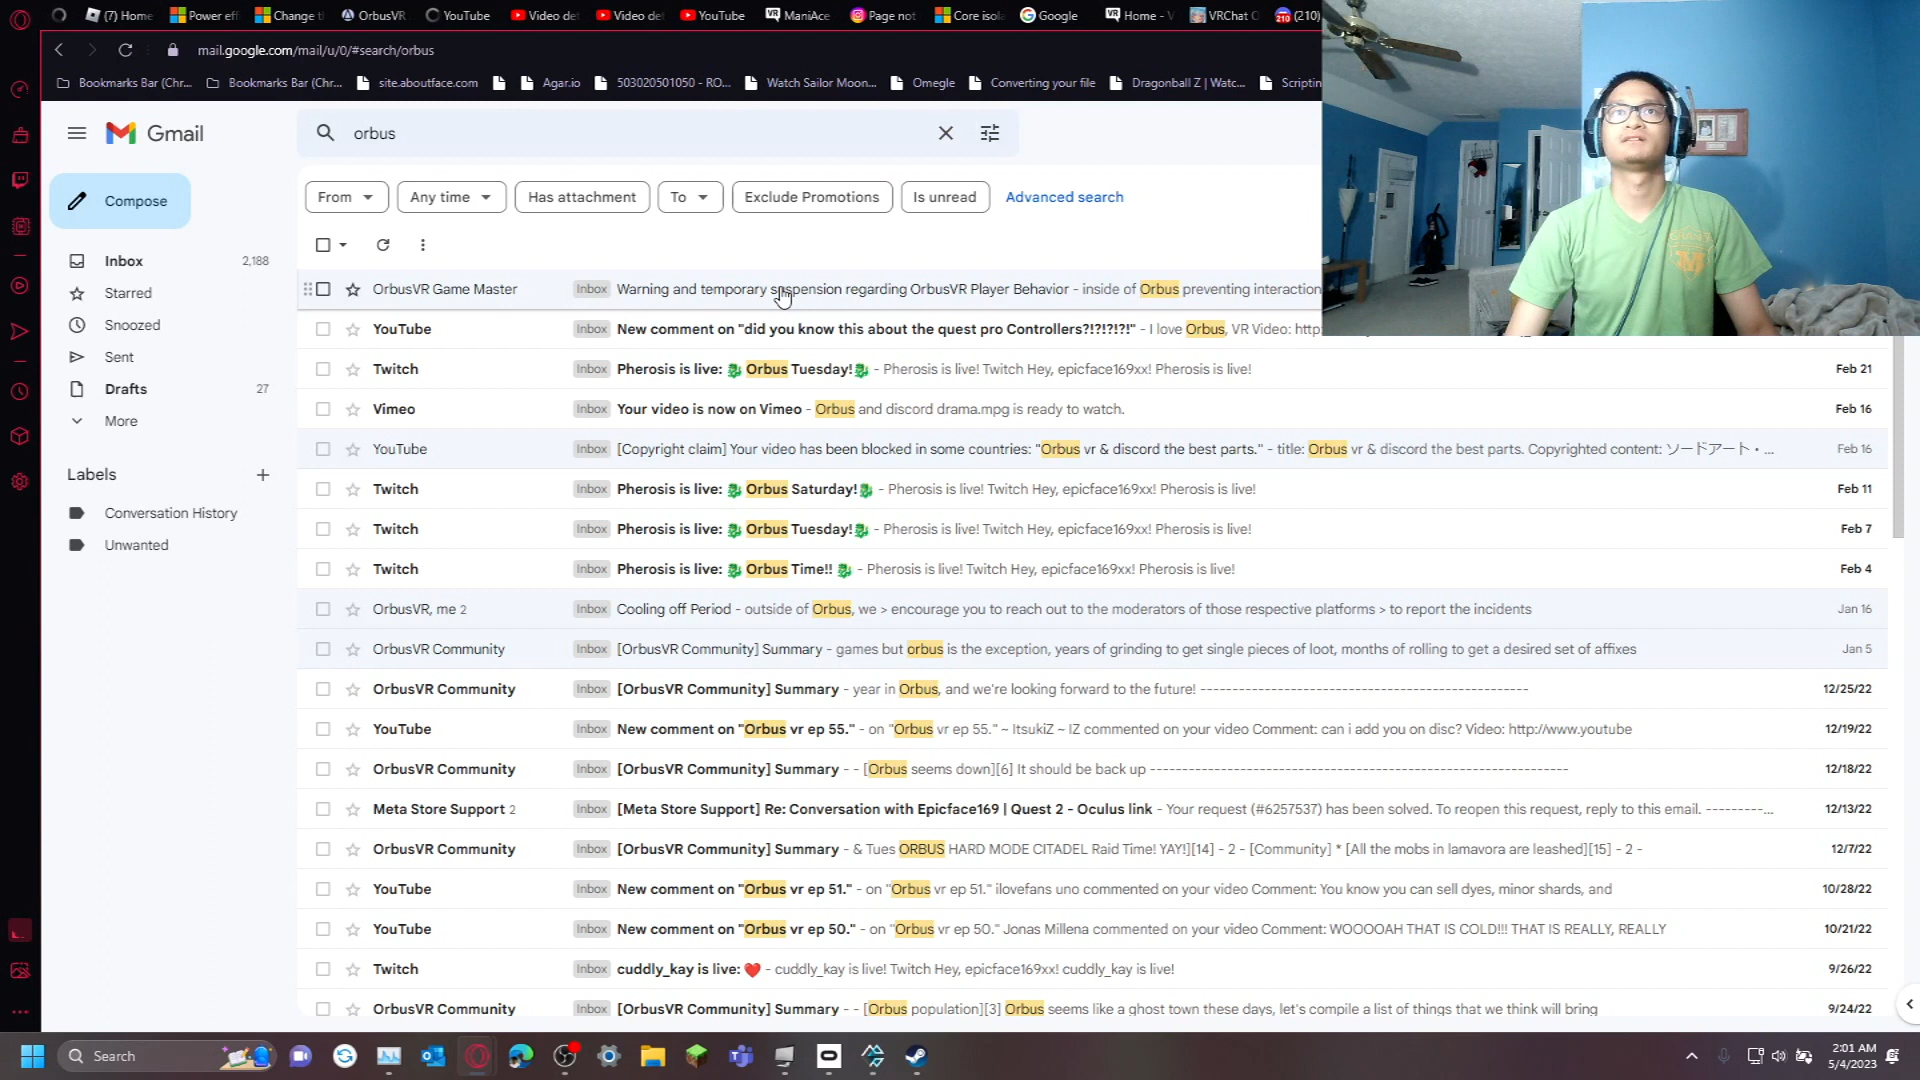 (7) Home
Power ef
Change t
OrbusVR
YouTube
Video de
Video de
YouTube
ManiAce
Page not
Core isol
Google
Home - V
VRChat
(210)
mail.google.com/mail/u/0/#search/orbus
Bookmarks Bar (Chr...
Bookmarks Bar (Chr...
site.aboutface.com
Agar.io
503020501050 - RO...
Watch Sailor Moon...
Omegle
Converting your file
Dragonball Z | Watc...
Scriptin
Gmail
orbus
Compose
From
Any time
Has attachment
To
Exclude Promotions
Is unread
Advanced search
Inbox 2,188
Starred
Snoozed
Sent
Drafts 27
More
Labels +
Conversation History
Unwanted
OrbusVR Game Master Inbox Warning and temporary suspension regarding OrbusVR Player Behavior - inside of Orbus preventing interaction
YouTube Inbox New comment on "did you know this about the quest pro Controllers?!?!?!?!" - I love Orbus, VR Video: http
Twitch Inbox Pherosis is live: 🐉 Orbus Tuesday!🐉 - Pherosis is live! Twitch Hey, epicface169xx! Pherosis is live! Feb 21
Vimeo Inbox Your video is now on Vimeo - Orbus and discord drama.mpg is ready to watch. Feb 16
YouTube Inbox [Copyright claim] Your video has been blocked in some countries: "Orbus vr & discord the best parts." - title: Orbus vr & discord the best parts. Copyrighted content: ソードアート・ ... Feb 16
Twitch Inbox Pherosis is live: 🐉 Orbus Saturday!🐉 - Pherosis is live! Twitch Hey, epicface169xx! Pherosis is live! Feb 11
Twitch Inbox Pherosis is live: 🐉 Orbus Tuesday!🐉 - Pherosis is live! Twitch Hey, epicface169xx! Pherosis is live! Feb 7
Twitch Inbox Pherosis is live: 🐉 Orbus Time!! 🐉 - Pherosis is live! Twitch Hey, epicface169xx! Pherosis is live! Feb 4
OrbusVR, me 2 Inbox Cooling off Period - outside of Orbus, we > encourage you to reach out to the moderators of those respective platforms > to report the incidents Jan 16
OrbusVR Community Inbox [OrbusVR Community] Summary - games but orbus is the exception, years of grinding to get single pieces of loot, months of rolling to get a desired set of affixes Jan 5
OrbusVR Community Inbox [OrbusVR Community] Summary - year in Orbus, and we're looking forward to the future! ------------------------------------------------ 12/25/22
YouTube Inbox New comment on "Orbus vr ep 55." - on "Orbus vr ep 55." ~ ItsukiZ ~ IZ commented on your video Comment: can i add you on disc? Video: http://www.youtube 12/19/22
OrbusVR Community Inbox [OrbusVR Community] Summary - - [Orbus seems down][6] It should be back up ------------------------------------------------------------- 12/18/22
Meta Store Support 2 Inbox [Meta Store Support] Re: Conversation with Epicface169 | Quest 2 - Oculus link - Your request (#6257537) has been solved. To reopen this request, reply to this email. ---------... 12/13/22
OrbusVR Community Inbox [OrbusVR Community] Summary - & Tues ORBUS HARD MODE CITADEL Raid Time! YAY!][14] - 2 - [Community] * [All the mobs in lamavora are leashed][15] - 2 - 12/7/22
YouTube Inbox New comment on "Orbus vr ep 51." - on "Orbus vr ep 51." ilovefans uno commented on your video Comment: You know you can sell dyes, minor shards, and 10/28/22
YouTube Inbox New comment on "Orbus vr ep 50." - on "Orbus vr ep 50." Jonas Millena commented on your video Comment: WOOOOAH THAT IS COLD!!! THAT IS REALLY, REALLY 10/21/22
Twitch Inbox cuddly_kay is live: ❤️ - cuddly_kay is live! Twitch Hey, epicface169xx! cuddly_kay is live! 9/26/22
OrbusVR Community Inbox [OrbusVR Community] Summary - - [Orbus population][3] Orbus seems like a ghost town these days, let's compile a list of things that we think will bring 9/24/22
Search
2:01 AM
5/4/2023